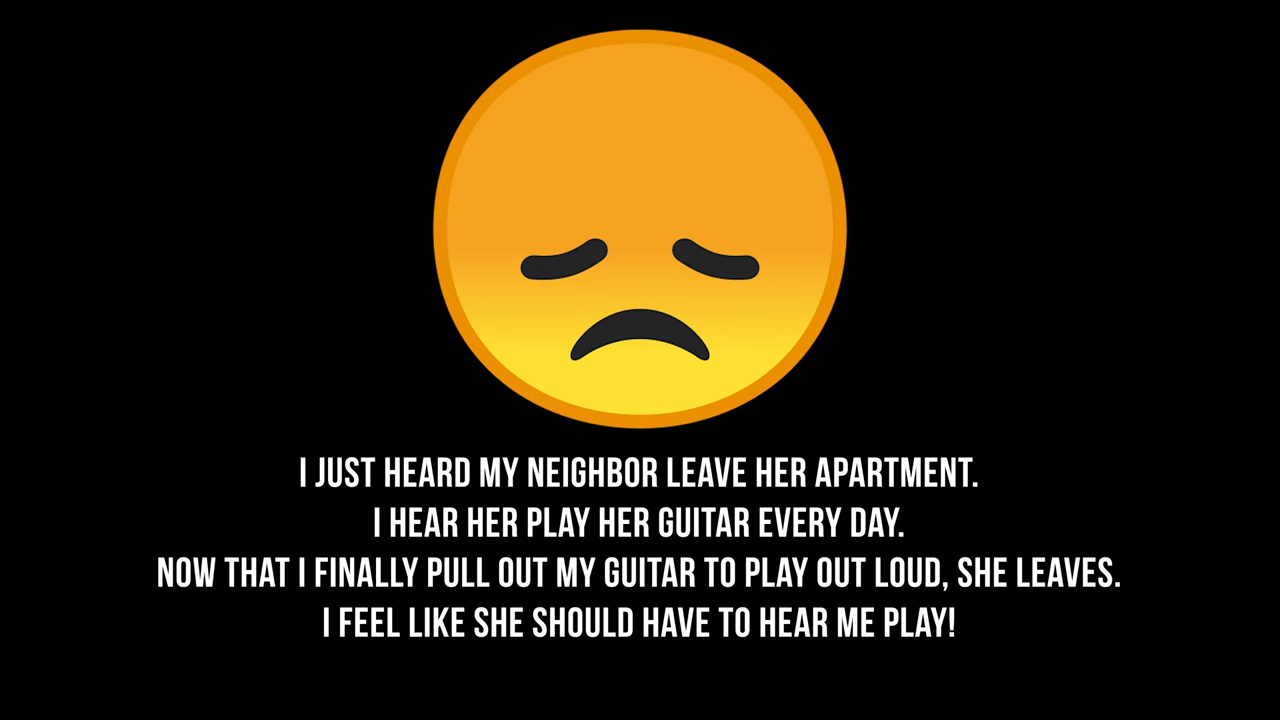 I JUST HEARD MY NEIGHBOR LEAVE HER APARTMENT.
I HEAR HER PLAY HER GUITAR EVERY DAY.
NOW THAT I FINALLY PULL OUT MY GUITAR TO PLAY OUT LOUD, SHE LEAVES.
I FEEL LIKE SHE SHOULD HAVE TO HEAR ME PLAY!